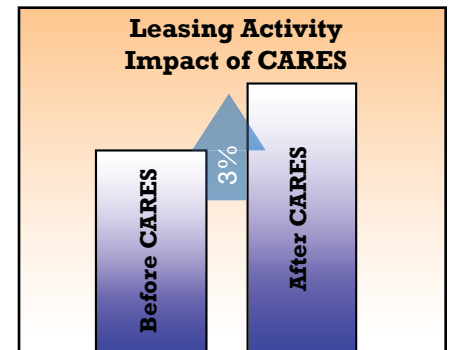 Leasing Activity
Impact of CARES
Before CARES
3%
After CARES